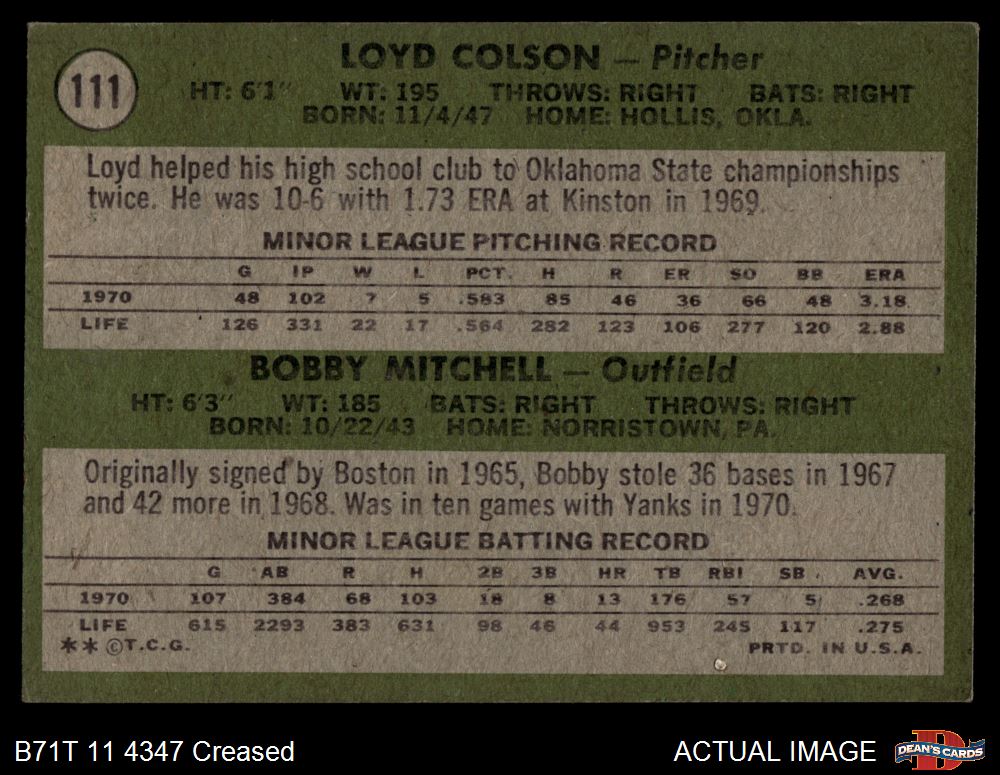 111
LOYD COLSON — Pitcher
HT: 6'1" WT: 195 THROWS: RIGHT BATS: RIGHT
BORN: 11/4/47 HOME: HOLLIS, OKLA.
Loyd helped his high school club to Oklahoma State championships
twice. He was 10-6 with 1.73 ERA at Kinston in 1969.
MINOR LEAGUE PITCHING RECORD
G IP W L PCT. H R ER SO BB ERA
1970 48 102 7 5 .583 85 46 36 66 48 3.18
LIFE 126 331 22 17 .564 282 123 106 277 120 2.88
BOBBY MITCHELL — Outfield
HT: 6'3" WT: 185 BATS: RIGHT THROWS: RIGHT
BORN: 10/22/43 HOME: NORRISTOWN, PA.
Originally signed by Boston in 1965, Bobby stole 36 bases in 1967
and 42 more in 1968. Was in ten games with Yanks in 1970.
MINOR LEAGUE BATTING RECORD
G AB R H 2B 3B HR TB RBI SB AVG.
1970 107 384 68 103 18 8 13 176 57 5 .268
LIFE 615 2293 383 631 98 46 44 953 245 117 .275
** ©T.C.G. PRTD. IN U.S.A.
B71T 11 4347 Creased ACTUAL IMAGE DEAN'S CARDS